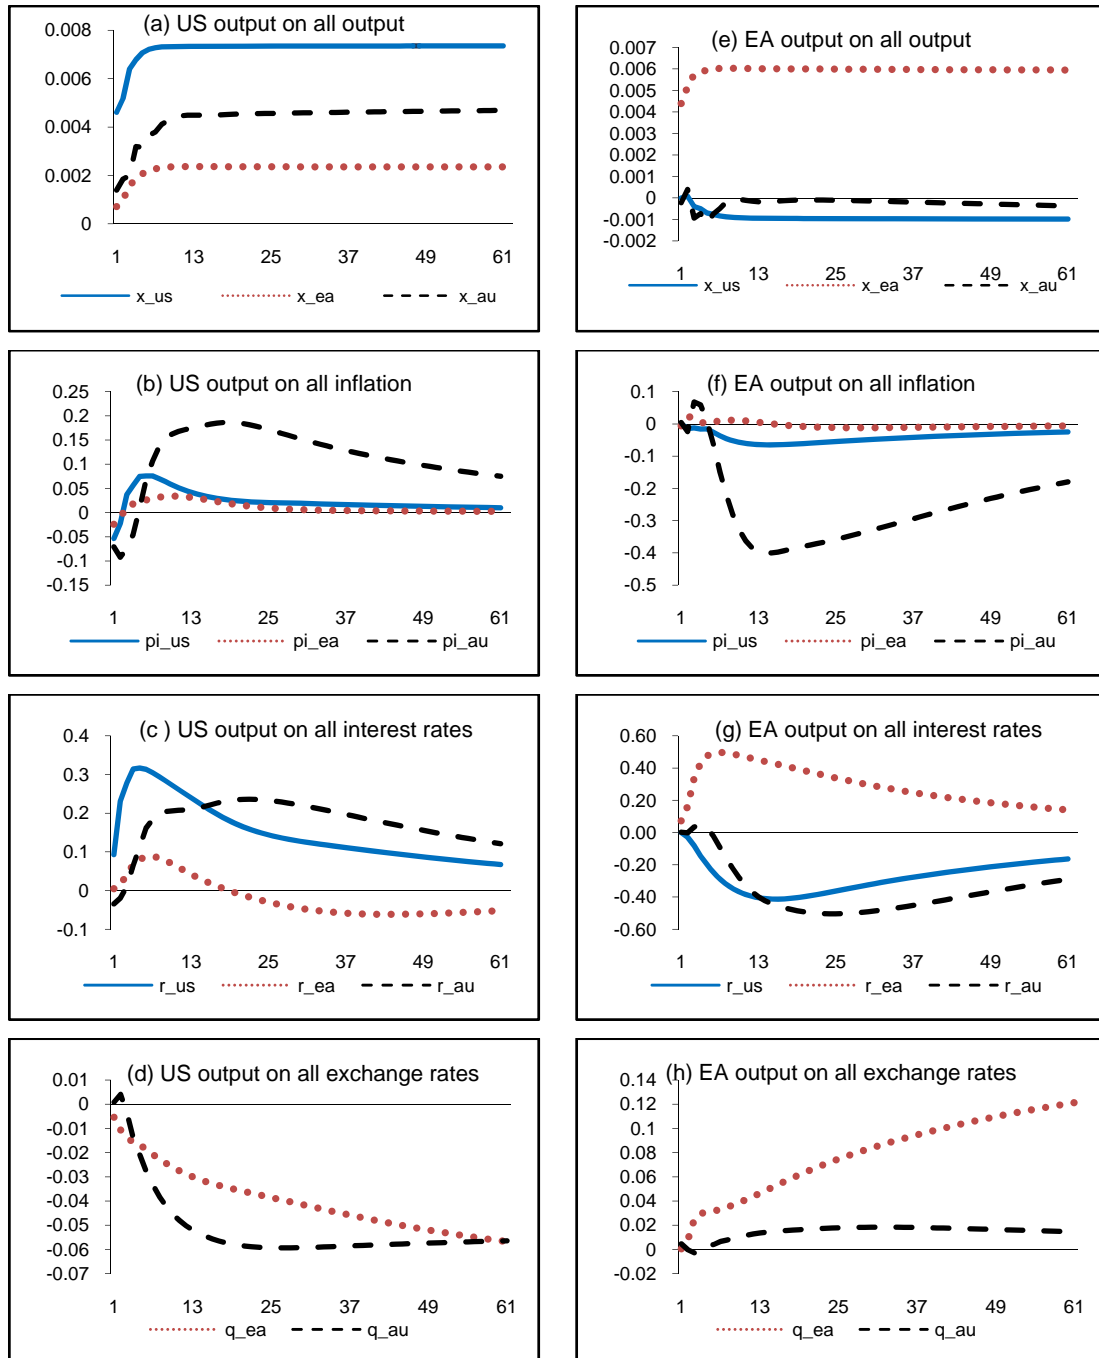 (a) US output on all output
0.008
0.006
0.004
0.002
0
1 13 25 37 49 61
x_us x_ea x_au
(e) EA output on all output
0.007
0.006
0.005
0.004
0.003
0.002
0.001
0
-0.001
-0.002
1 13 25 37 49 61
x_us x_ea x_au
(b) US output on all inflation
0.25
0.2
0.15
0.1
0.05
0
-0.05
-0.1
-0.15
1 13 25 37 49 61
pi_us pi_ea pi_au
(f) EA output on all inflation
0.1
0
-0.1
-0.2
-0.3
-0.4
-0.5
1 13 25 37 49 61
pi_us pi_ea pi_au
(c ) US output on all interest rates
0.4
0.3
0.2
0.1
0
-0.1
1 13 25 37 49 61
r_us r_ea r_au
(g) EA output on all interest rates
0.60
0.40
0.20
0.00
-0.20
-0.40
-0.60
1 13 25 37 49 61
r_us r_ea r_au
(d) US output on all exchange rates
0.01
0
-0.01
-0.02
-0.03
-0.04
-0.05
-0.06
-0.07
1 13 25 37 49 61
q_ea q_au
(h) EA output on all exchange rates
0.14
0.12
0.10
0.08
0.06
0.04
0.02
0
-0.02
1 13 25 37 49 61
q_ea q_au